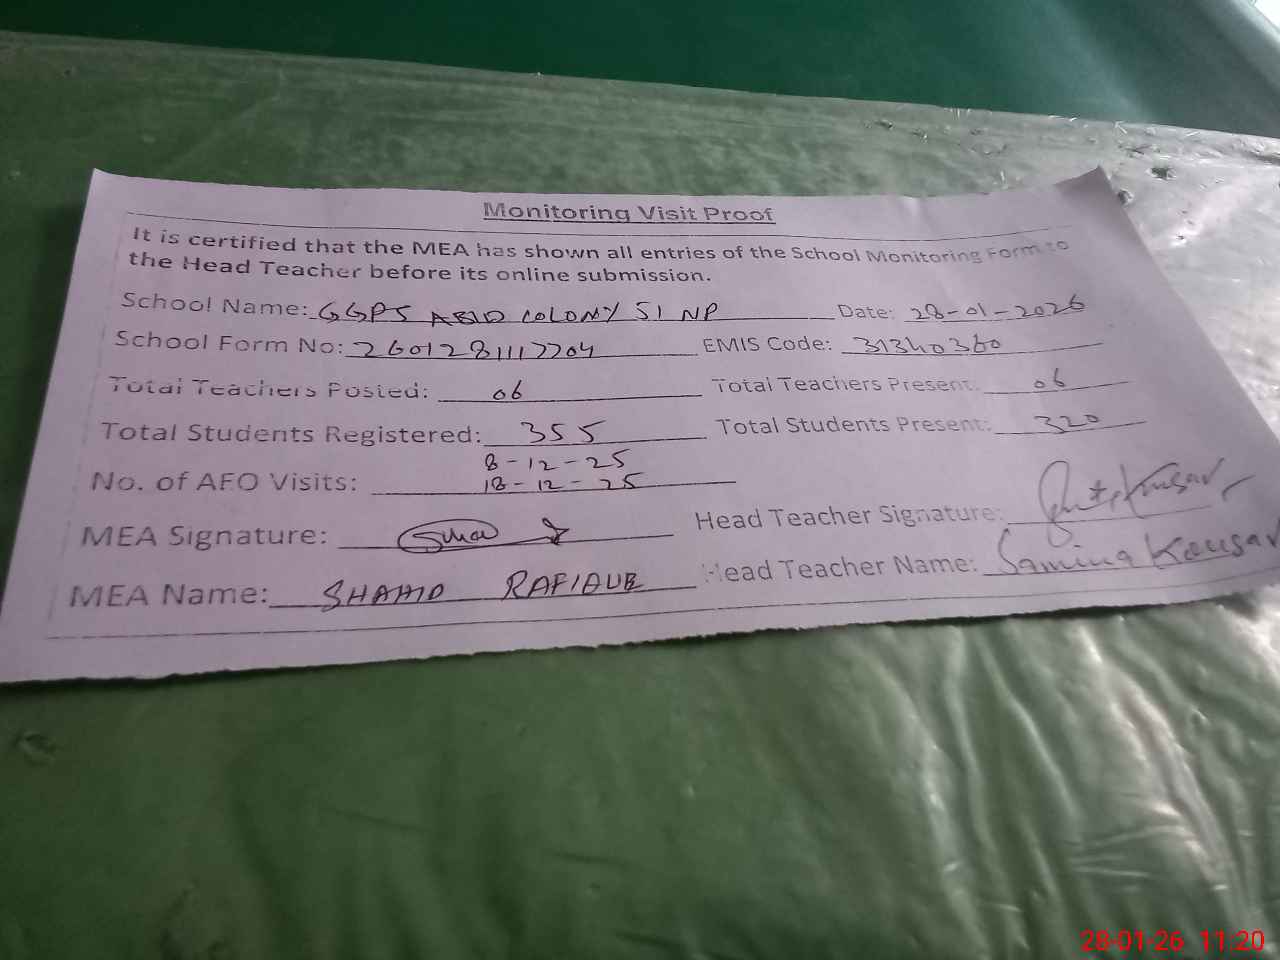 Monitoring Visit Proof
It is certified that the MEA has shown all entries of the School Monitoring Form to
the Head Teacher before its online submission.
School Name: GGPS ABID COLONY 51 NP Date: 28-01-2026
School Form No: 2601281117704 EMIS Code: 31340360
Total Teachers Posted: 06 Total Teachers Present: 06
Total Students Registered: 355 Total Students Present: 320
8-12-25
No. of AEO Visits: 18-12-25
MEA Signature: Head Teacher Signature:
MEA Name: SHAHID RAFIQUE Head Teacher Name: Samina Kousar
28-01-26 11:20